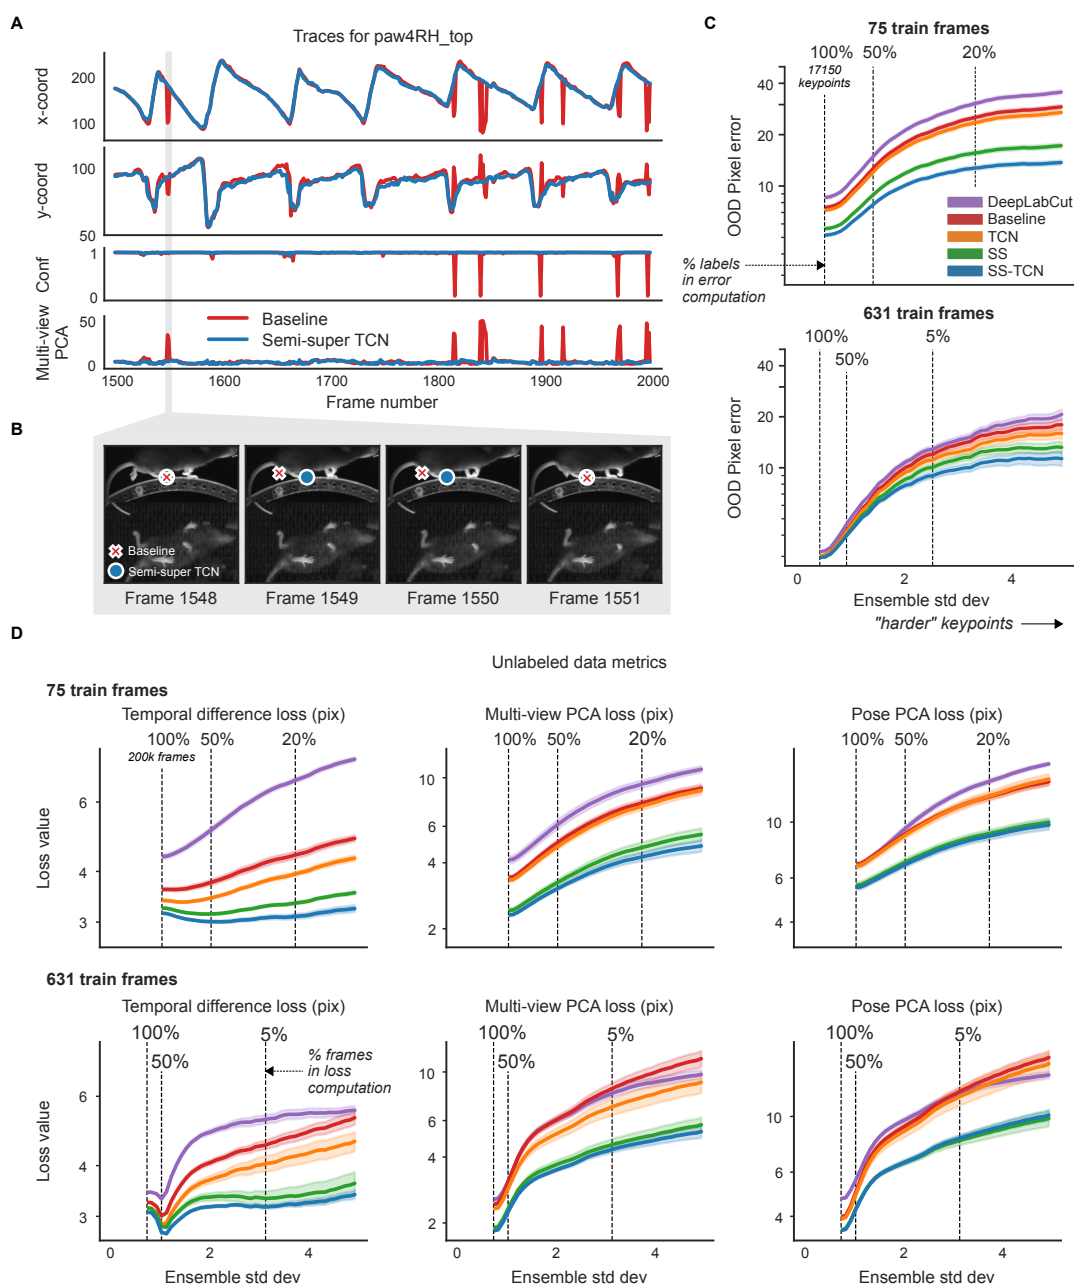 A
Traces for paw4RH_top
x-coord
200
100
y-coord
100
50
Conf
1
0
Multi-view
PCA
50
0
Baseline
Semi-super TCN
1500
1600
1700
1800
1900
2000
Frame number
B
Baseline
Semi-super TCN
Frame 1548
Frame 1549
Frame 1550
Frame 1551
C
75 train frames
100%
50%
20%
17150
keypoints
OOD Pixel error
40
20
10
DeepLabCut
Baseline
TCN
SS
SS-TCN
% labels
in error
computation
631 train frames
100%
50%
5%
OOD Pixel error
40
20
10
0
2
4
Ensemble std dev
"harder" keypoints
D
Unlabeled data metrics
75 train frames
Temporal difference loss (pix)
100%
50%
20%
200k frames
Loss value
6
4
3
Multi-view PCA loss (pix)
100%
50%
20%
10
6
4
2
Pose PCA loss (pix)
100%
50%
20%
10
6
4
631 train frames
Temporal difference loss (pix)
100%
50%
5%
% frames
in loss
computation
Loss value
6
4
3
0
2
4
Ensemble std dev
Multi-view PCA loss (pix)
100%
50%
5%
10
6
4
2
0
2
4
Ensemble std dev
Pose PCA loss (pix)
100%
50%
5%
10
6
4
0
2
4
Ensemble std dev